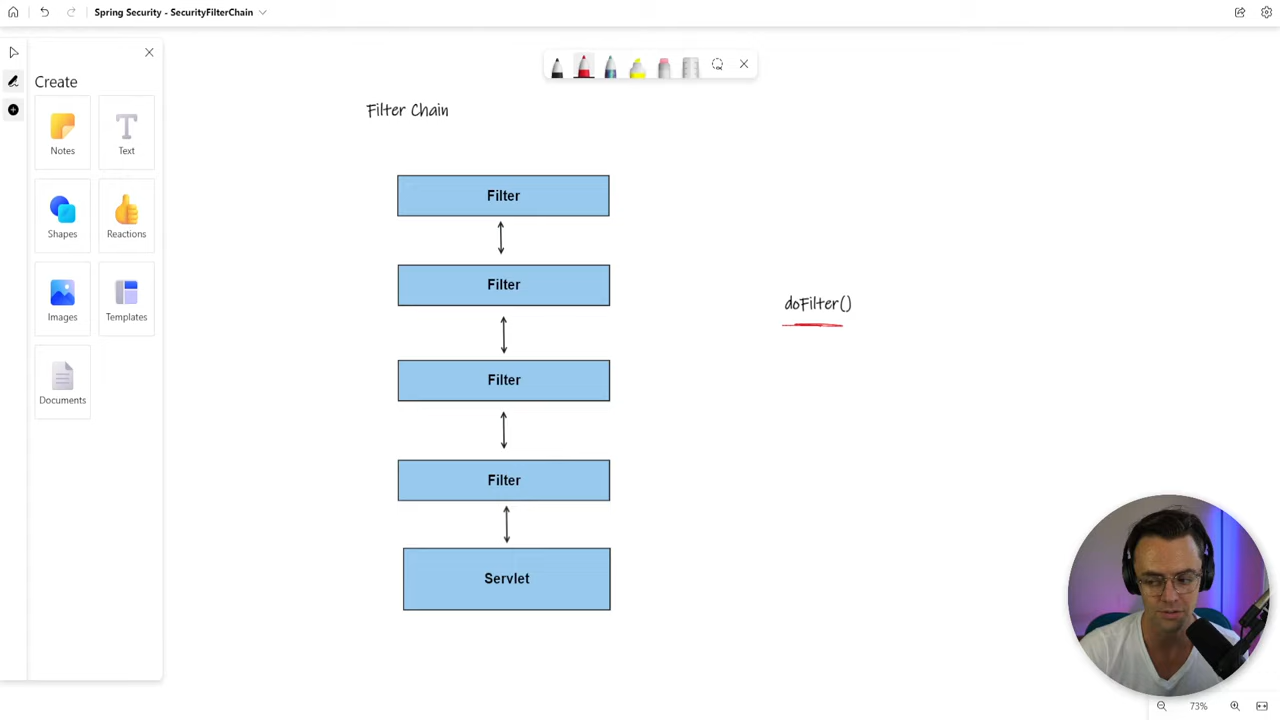 Spring Security - SecurityFilterChain
Create
Notes
Text
Shapes
Reactions
Images
Templates
Documents
Filter Chain
Filter
Filter
Filter
Filter
Servlet
doFilter()
73%